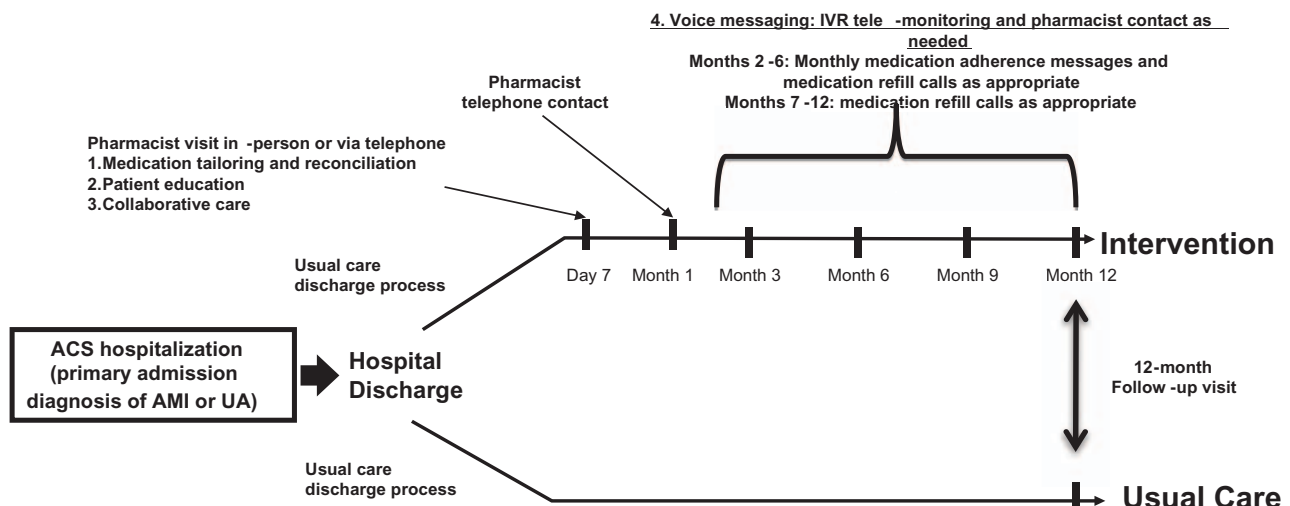 4. Voice messaging: IVR tele -monitoring and pharmacist contact as
needed
Months 2 -6: Monthly medication adherence messages and
medication refill calls as appropriate
Months 7 -12: medication refill calls as appropriate
Pharmacist
telephone contact
Pharmacist visit in -person or via telephone
1.Medication tailoring and reconciliation
2.Patient education
3.Collaborative care
Intervention
Usual care
discharge process
Day 7
Month 1
Month 3
Month 6
Month 9
Month 12
ACS hospitalization
(primary admission
diagnosis of AMI or UA)
Hospital
Discharge
12-month
Follow -up visit
Usual care
discharge process
Usual Care